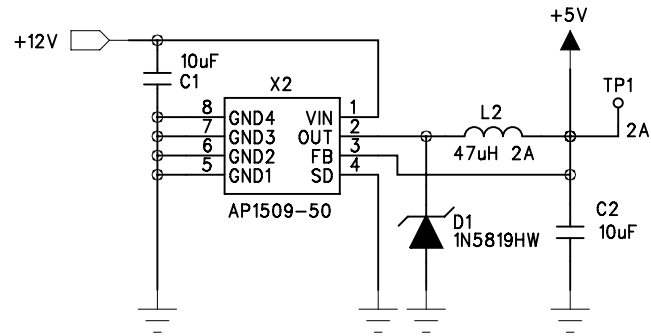 +5V
+12V
10uF
C1
X2
TP1
2A
8 GND4 VIN 1
7 GND3 OUT 2
6 GND2 FB 3
5 GND1 SD 4
L2
47uH 2A
AP1509-50
D1
1N5819HW
C2
10uF